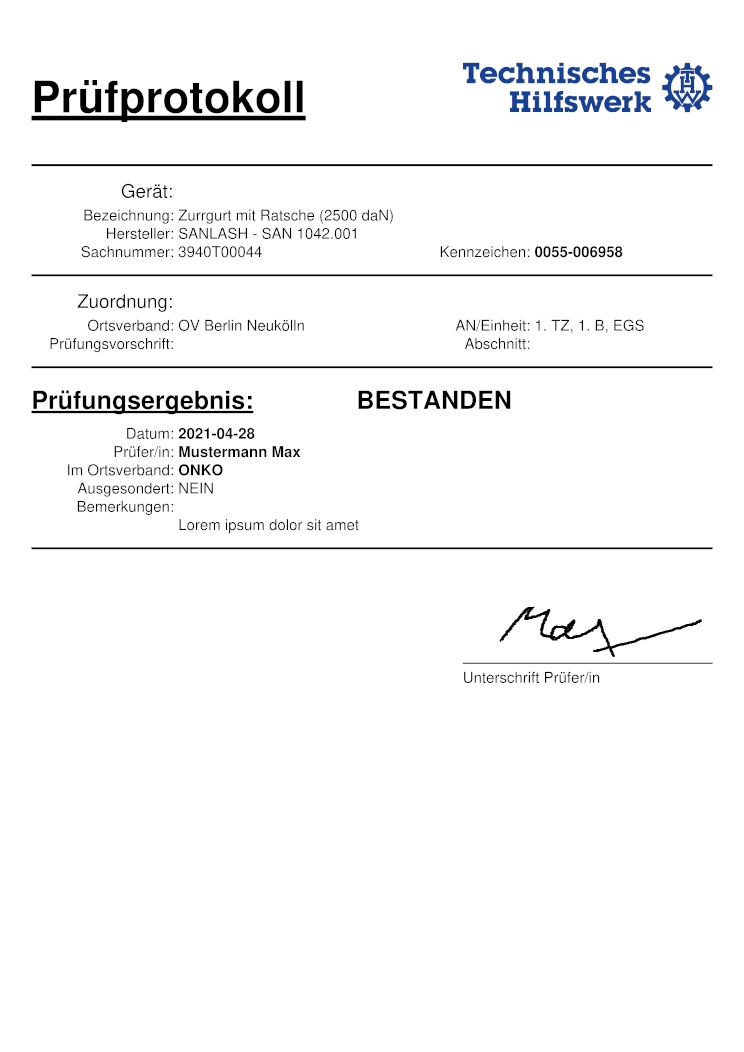 Prüfprotokoll
Technisches
Hilfswerk
THW
Gerät:
Bezeichnung: Zurrgurt mit Ratsche (2500 daN)
Hersteller: SANLASH - SAN 1042.001
Sachnummer: 3940T00044 Kennzeichen: 0055-006958
Zuordnung:
Ortsverband: OV Berlin Neukölln AN/Einheit: 1. TZ, 1. B, EGS
Prüfungsvorschrift: Abschnitt:
Prüfungsergebnis: BESTANDEN
Datum: 2021-04-28
Prüfer/in: Mustermann Max
Im Ortsverband: ONKO
Ausgesondert: NEIN
Bemerkungen:
Lorem ipsum dolor sit amet
Max
Unterschrift Prüfer/in